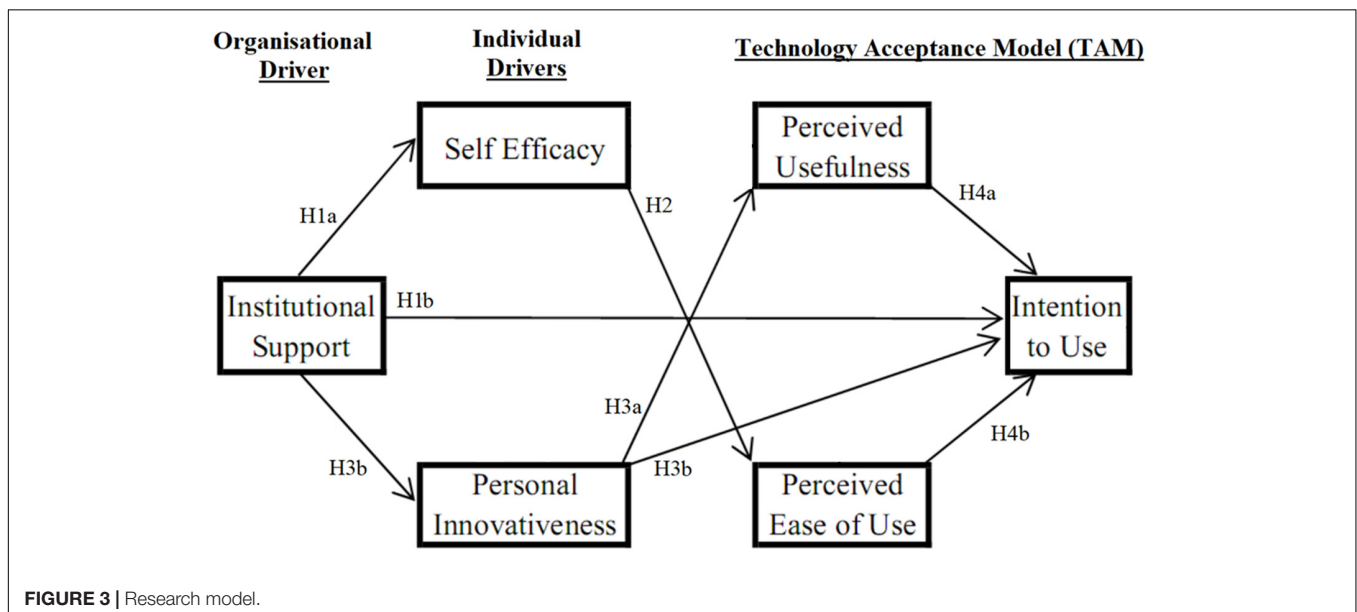 Organisational
Driver
Individual
Drivers
Technology Acceptance Model (TAM)
Self Efficacy
Perceived
Usefulness
H1a
H2
H4a
Institutional
Support
H1b
Intention
to Use
H3a
H3b
H3b
H4b
Personal
Innovativeness
Perceived
Ease of Use
FIGURE 3 | Research model.